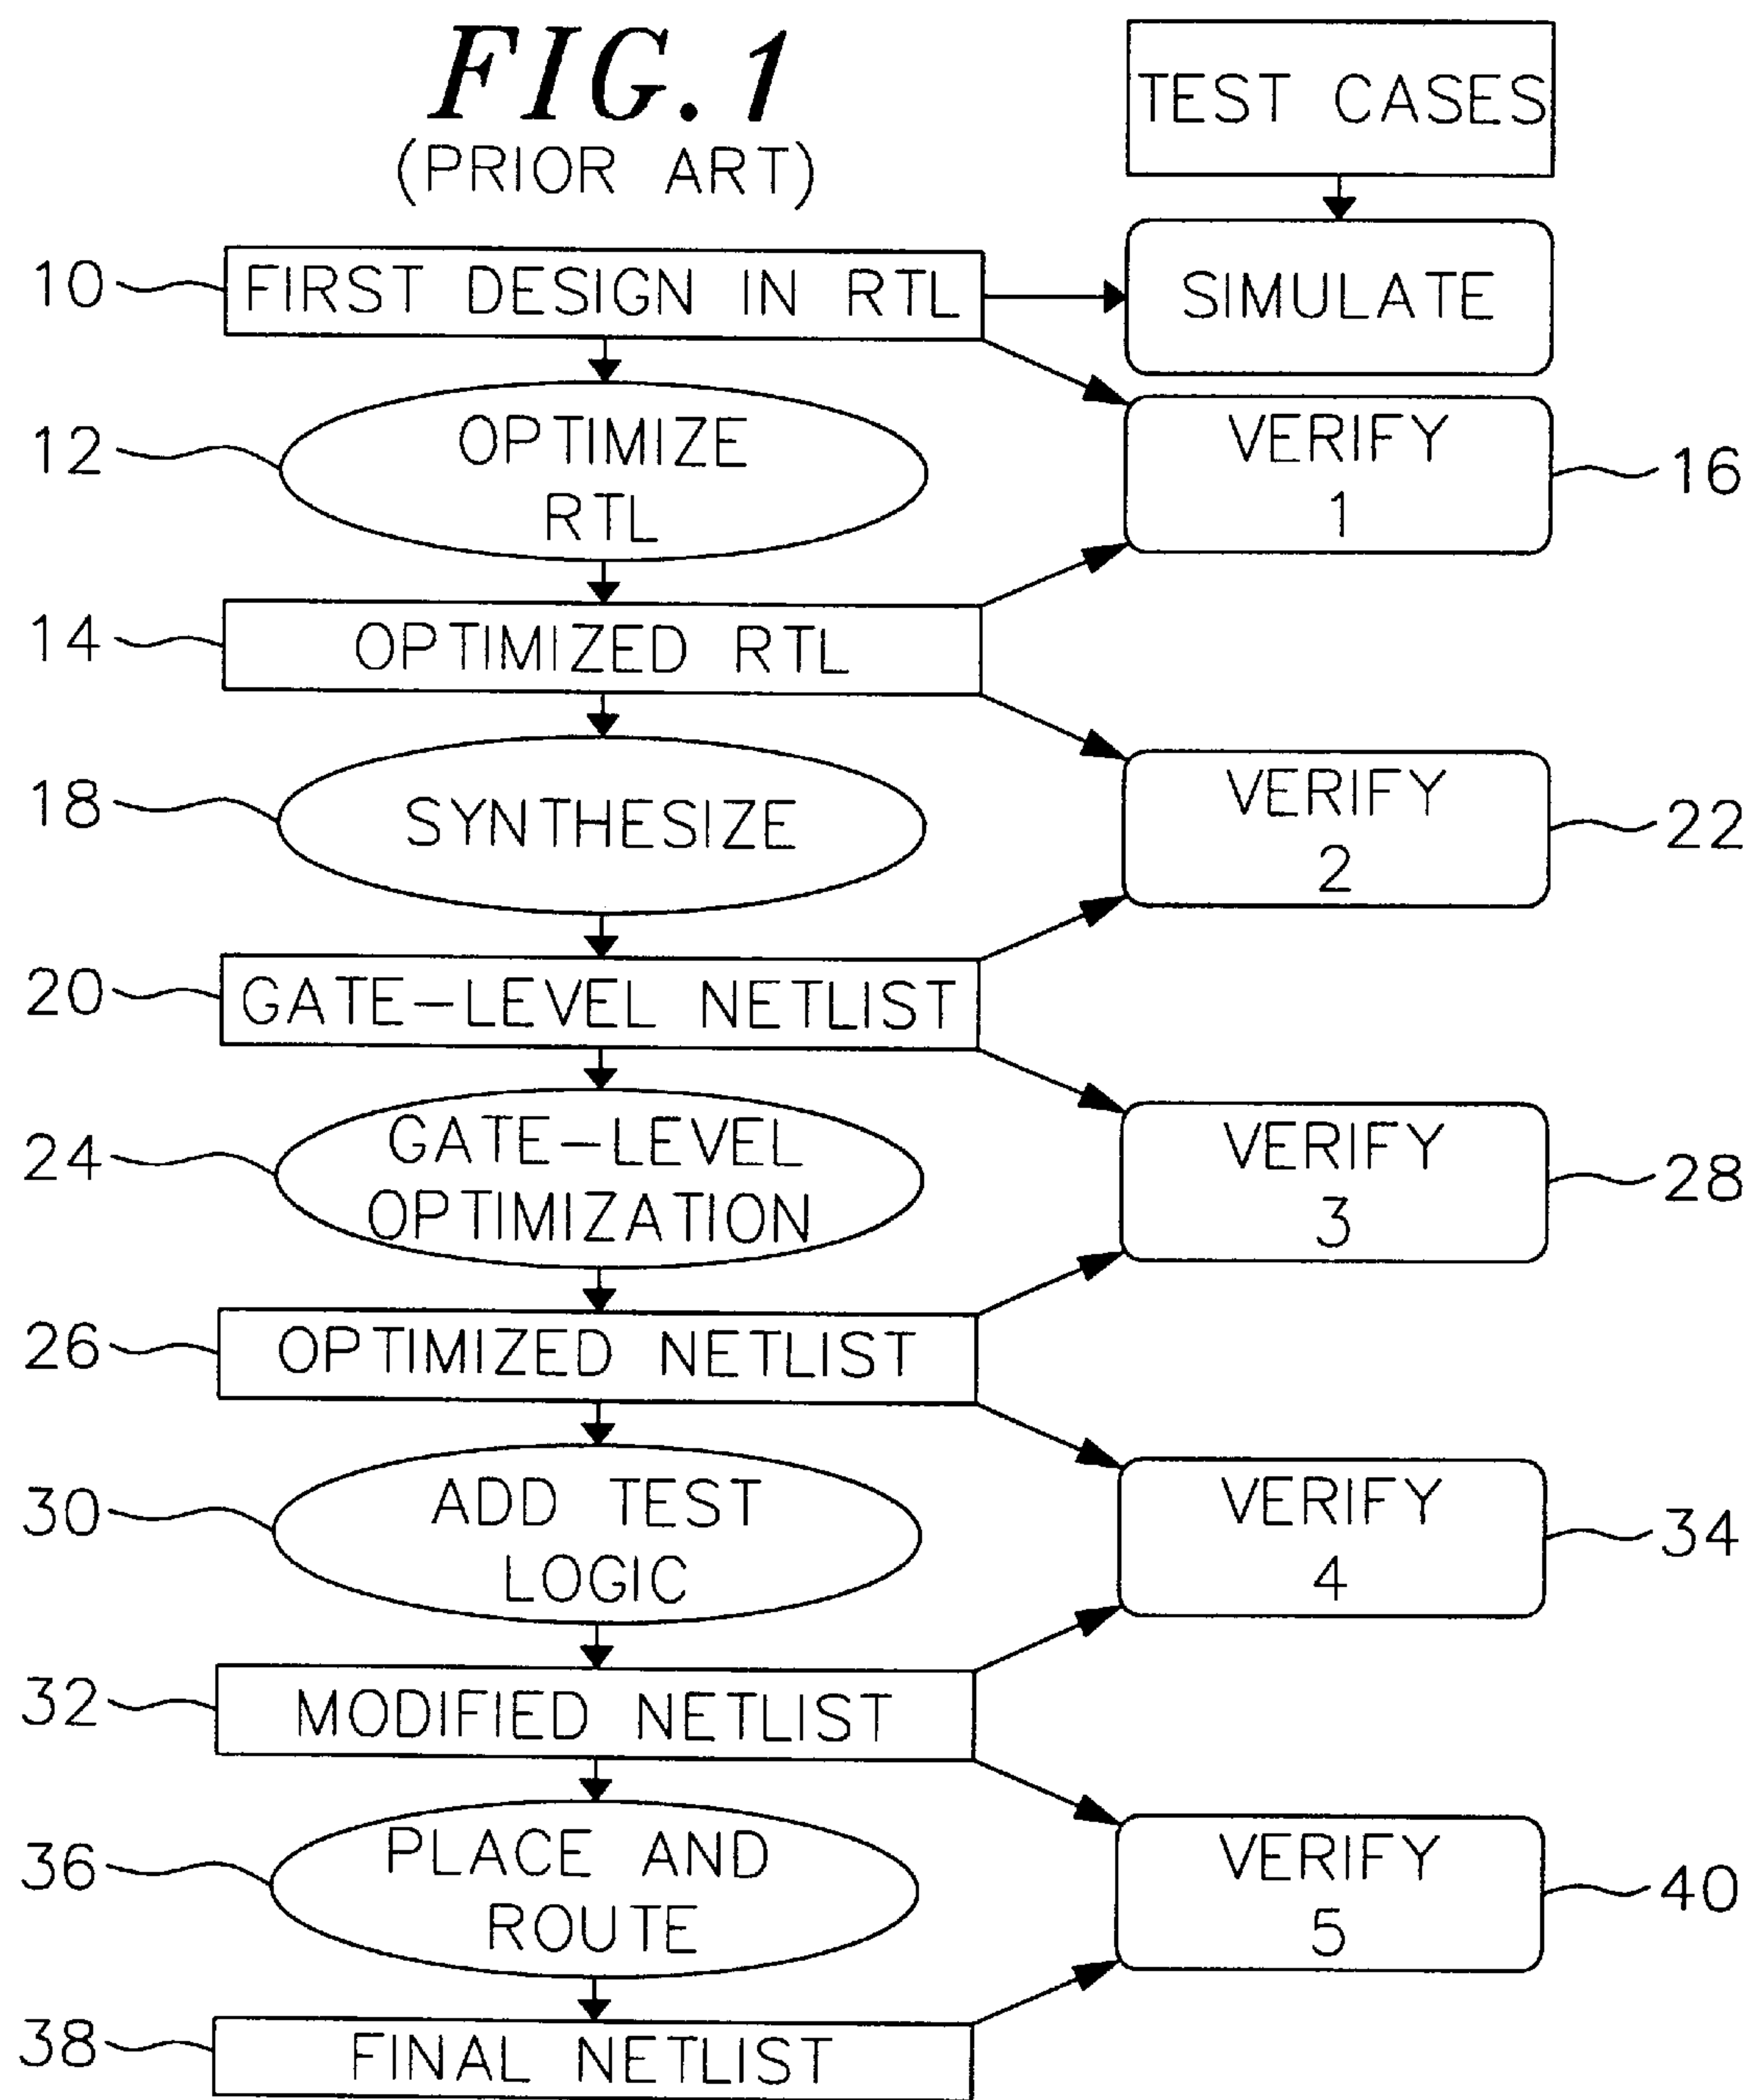 FIG. 1
(PRIOR ART)
TEST CASES
10
FIRST DESIGN IN RTL
SIMULATE
12
OPTIMIZE
RTL
VERIFY
1
16
14
OPTIMIZED RTL
18
SYNTHESIZE
VERIFY
2
22
20
GATE-LEVEL NETLIST
24
GATE-LEVEL
OPTIMIZATION
VERIFY
3
28
26
OPTIMIZED NETLIST
30
ADD TEST
LOGIC
VERIFY
4
34
32
MODIFIED NETLIST
36
PLACE AND
ROUTE
VERIFY
5
40
38
FINAL NETLIST